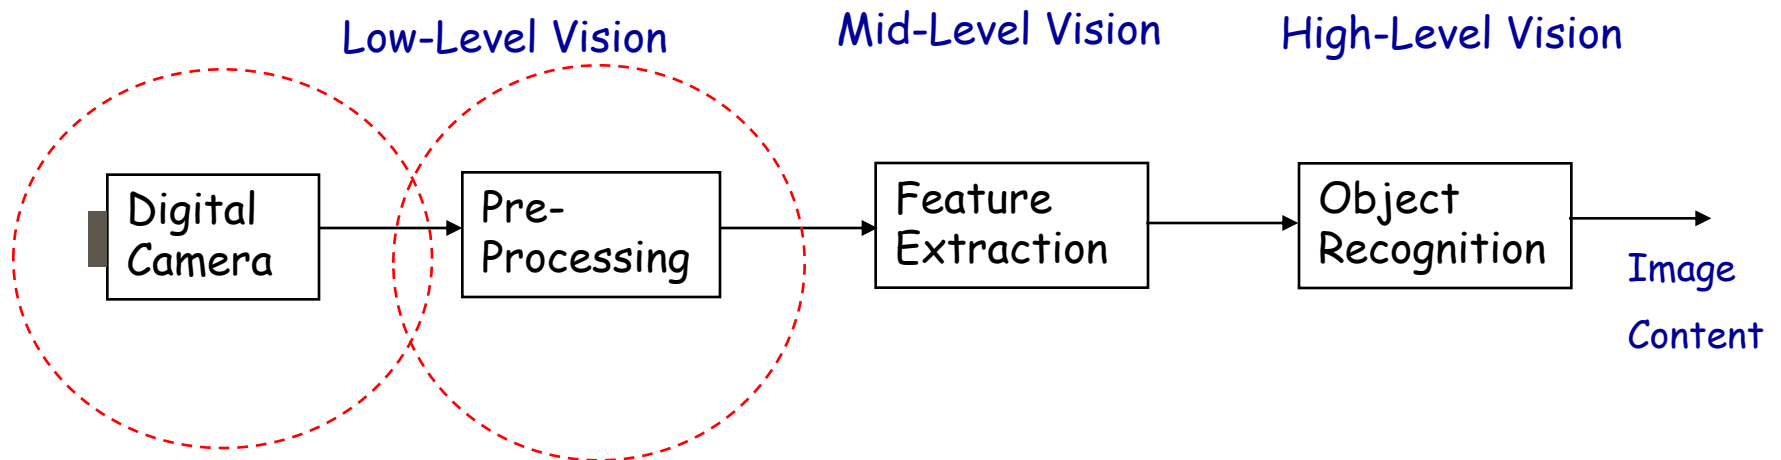 Low-Level Vision
Mid-Level Vision
High-Level Vision
Digital
Camera
Pre-
Processing
Feature
Extraction
Object
Recognition
Image
Content